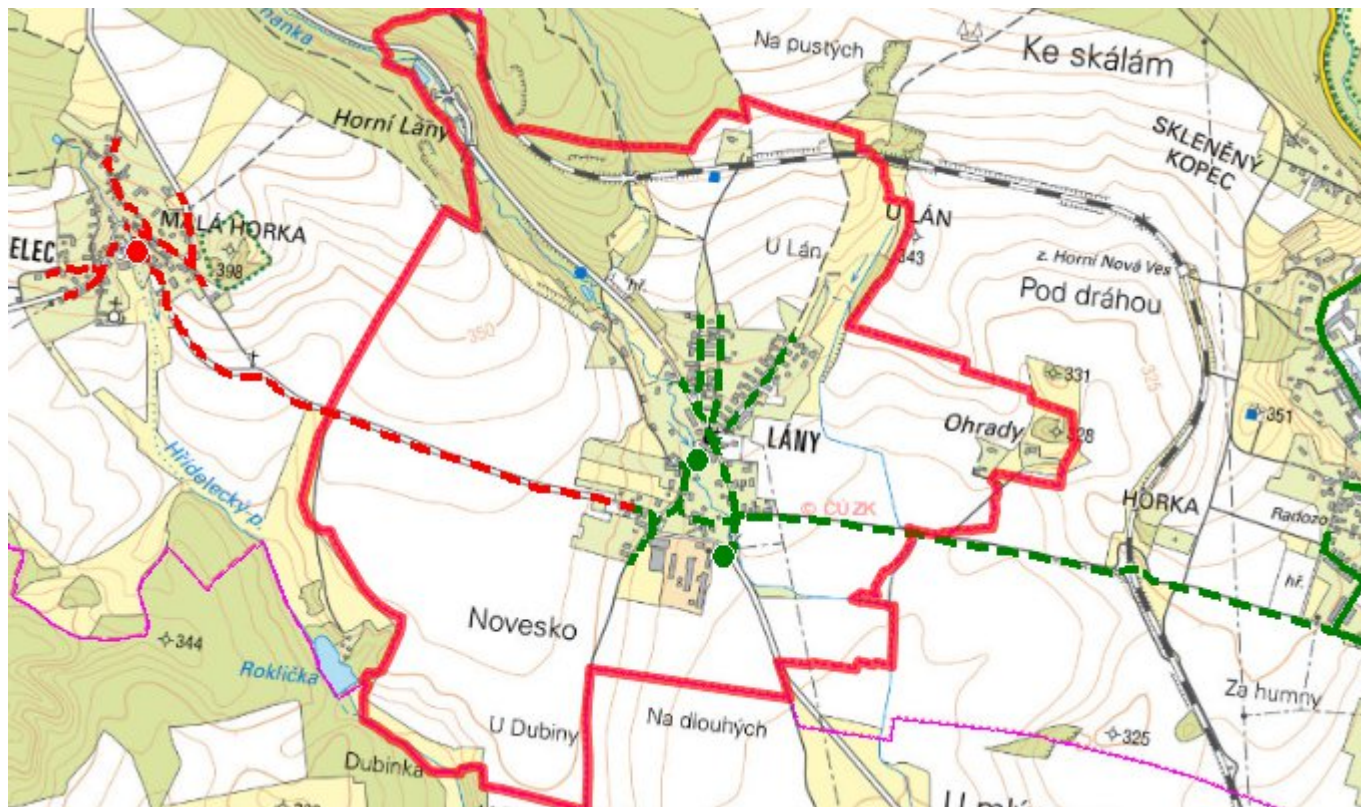 Na pustých
Ke skálám
Horní Lány
SKLENĚNÝ
KOPEC
MALÁ HORKA
ELEC
398
U LÁN
U Lán
343
z. Horní Nová Ves
hř.
Pod dráhou
350
325
331
351
Ohrady
328
LÁNY
HORKA
© ČÚZK
Radozo
Hřídelecký p.
hř.
Novesko
344
Roklička
Za humny
U Dubiny
Na dlouhých
325
Dubinka